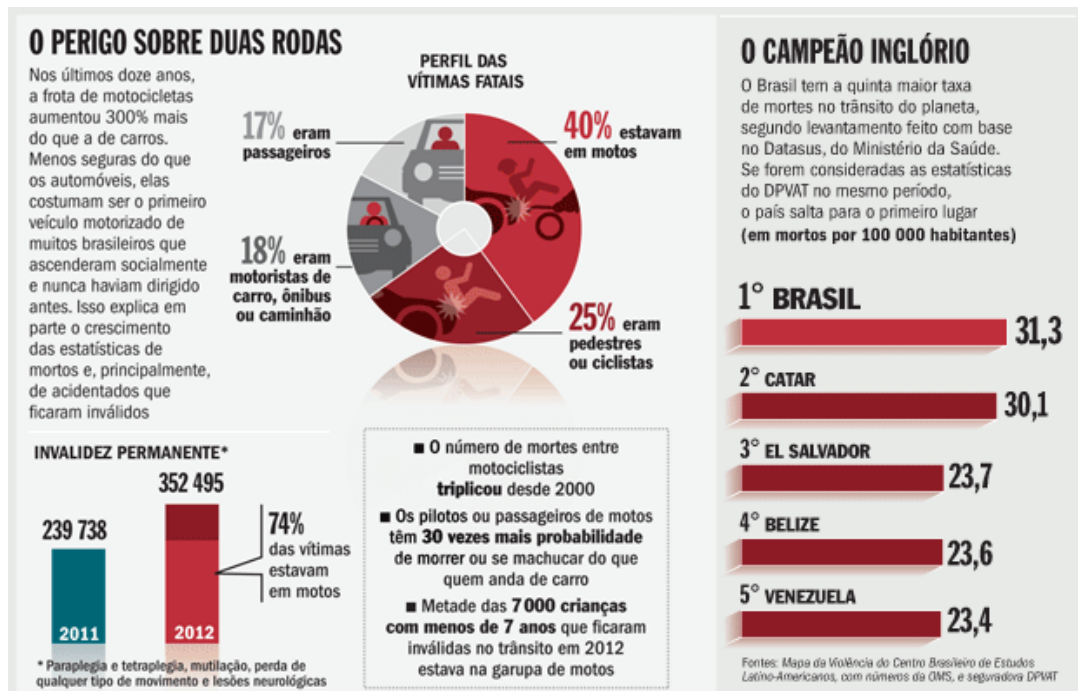 O PERIGO SOBRE DUAS RODAS
Nos últimos doze anos,
a frota de motocicletas
aumentou 300% mais
do que a de carros.
Menos seguras do que
os automóveis, elas
costumam ser o primeiro
veículo motorizado de
muitos brasileiros que
ascenderam socialmente
e nunca haviam dirigido
antes. Isso explica em
parte o crescimento
das estatísticas de
mortos e, principalmente,
de acidentados que
ficaram inválidos
PERFIL DAS
VÍTIMAS FATAIS
17% eram
passageiros
40% estavam
em motos
18% eram
motoristas de
carro, ônibus
ou caminhão
25% eram
pedestres
ou ciclistas
INVALIDEZ PERMANENTE*
352 495
239 738
74%
das vítimas
estavam
em motos
2011
2012
* Paraplegia e tetraplegia, mutilação, perda de
qualquer tipo de movimento e lesões neurológicas
■ O número de mortes entre
motociclistas
triplicou desde 2000
■ Os pilotos ou passageiros de motos
têm 30 vezes mais probabilidade
de morrer ou se machucar do que
quem anda de carro
■ Metade das 7 000 crianças
com menos de 7 anos que ficaram
inválidas no trânsito em 2012
estava na garupa de motos
O CAMPEÃO INGLÓRIO
O Brasil tem a quinta maior taxa
de mortes no trânsito do planeta,
segundo levantamento feito com base
no Datasus, do Ministério da Saúde.
Se forem consideradas as estatísticas
do DPVAT no mesmo período,
o país salta para o primeiro lugar
(em mortos por 100 000 habitantes)
1° BRASIL
31,3
2° CATAR
30,1
3° EL SALVADOR
23,7
4° BELIZE
23,6
5° VENEZUELA
23,4
Fontes: Mapa da Violência do Centro Brasileiro de Estudos
Latino-Americanos, com números da OMS, e seguradora DPVAT